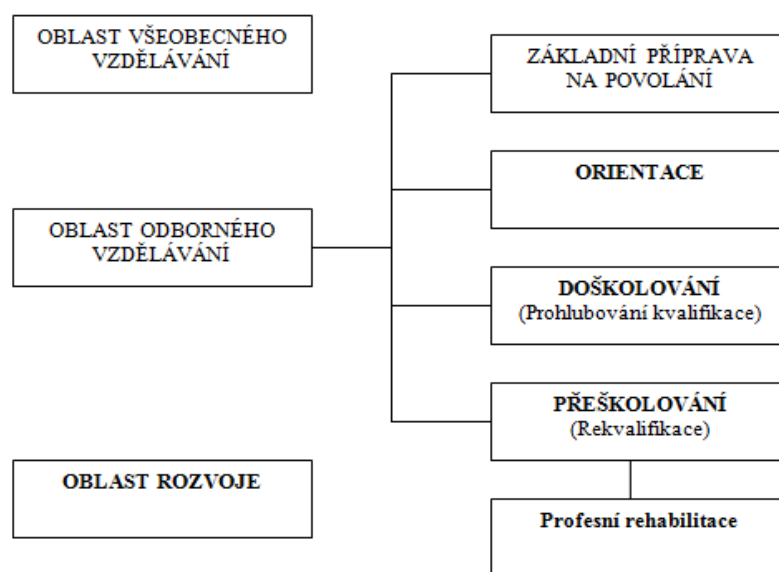 OBLAST VŠEOBECNÉHO
VZDĚLÁVÁNÍ
ZÁKLADNÍ PŘÍPRAVA
NA POVOLÁNÍ
ORIENTACE
OBLAST ODBORNÉHO
VZDĚLÁVÁNÍ
DOŠKOLOVÁNÍ
(Prohlubování kvalifikace)
PŘEŠKOLOVÁNÍ
(Rekvalifikace)
OBLAST ROZVOJE
Profesní rehabilitace